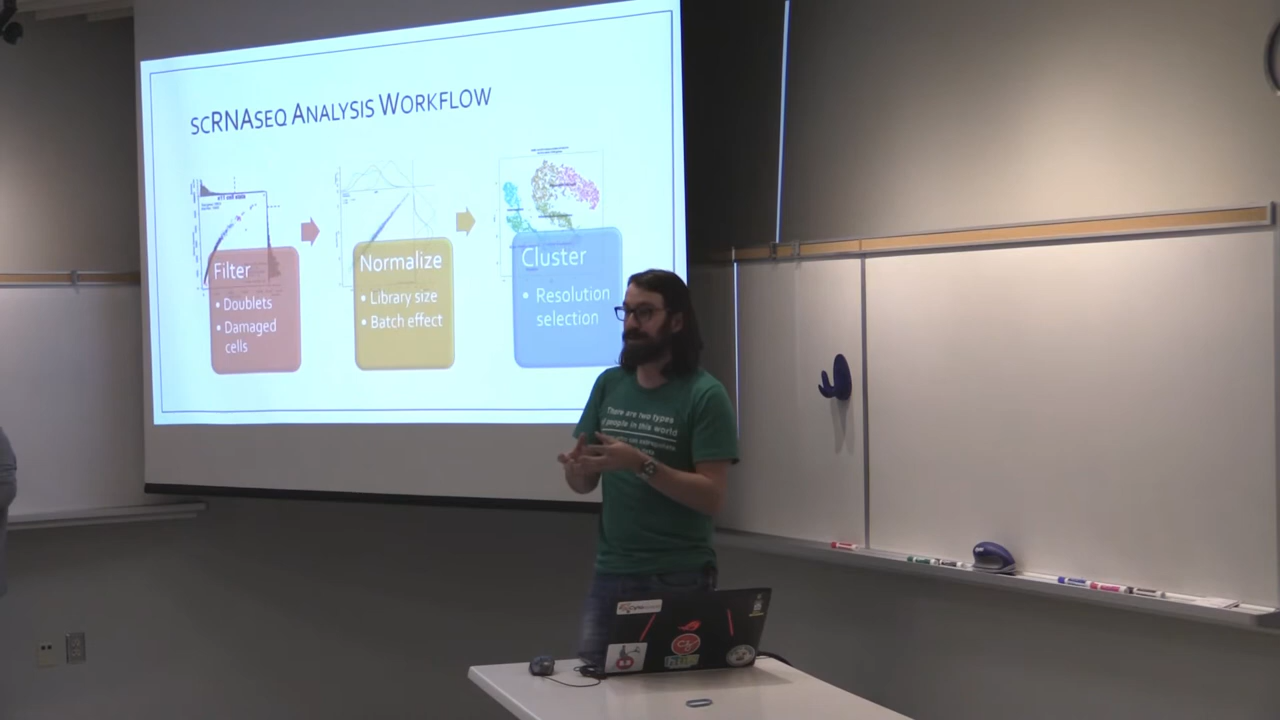 scRNAseq Analysis Workflow
Filter
• Doublets
• Damaged
cells
Normalize
• Library size
• Batch effect
Cluster
• Resolution
selection
There are two types
people in this world